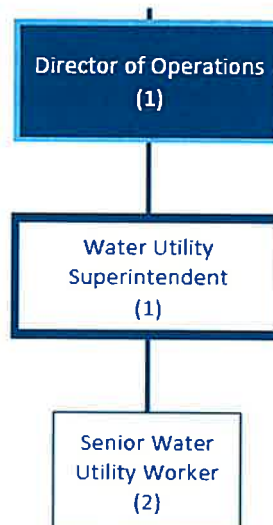 Director of Operations
(1)
Water Utility
Superintendent
(1)
Senior Water
Utility Worker
(2)